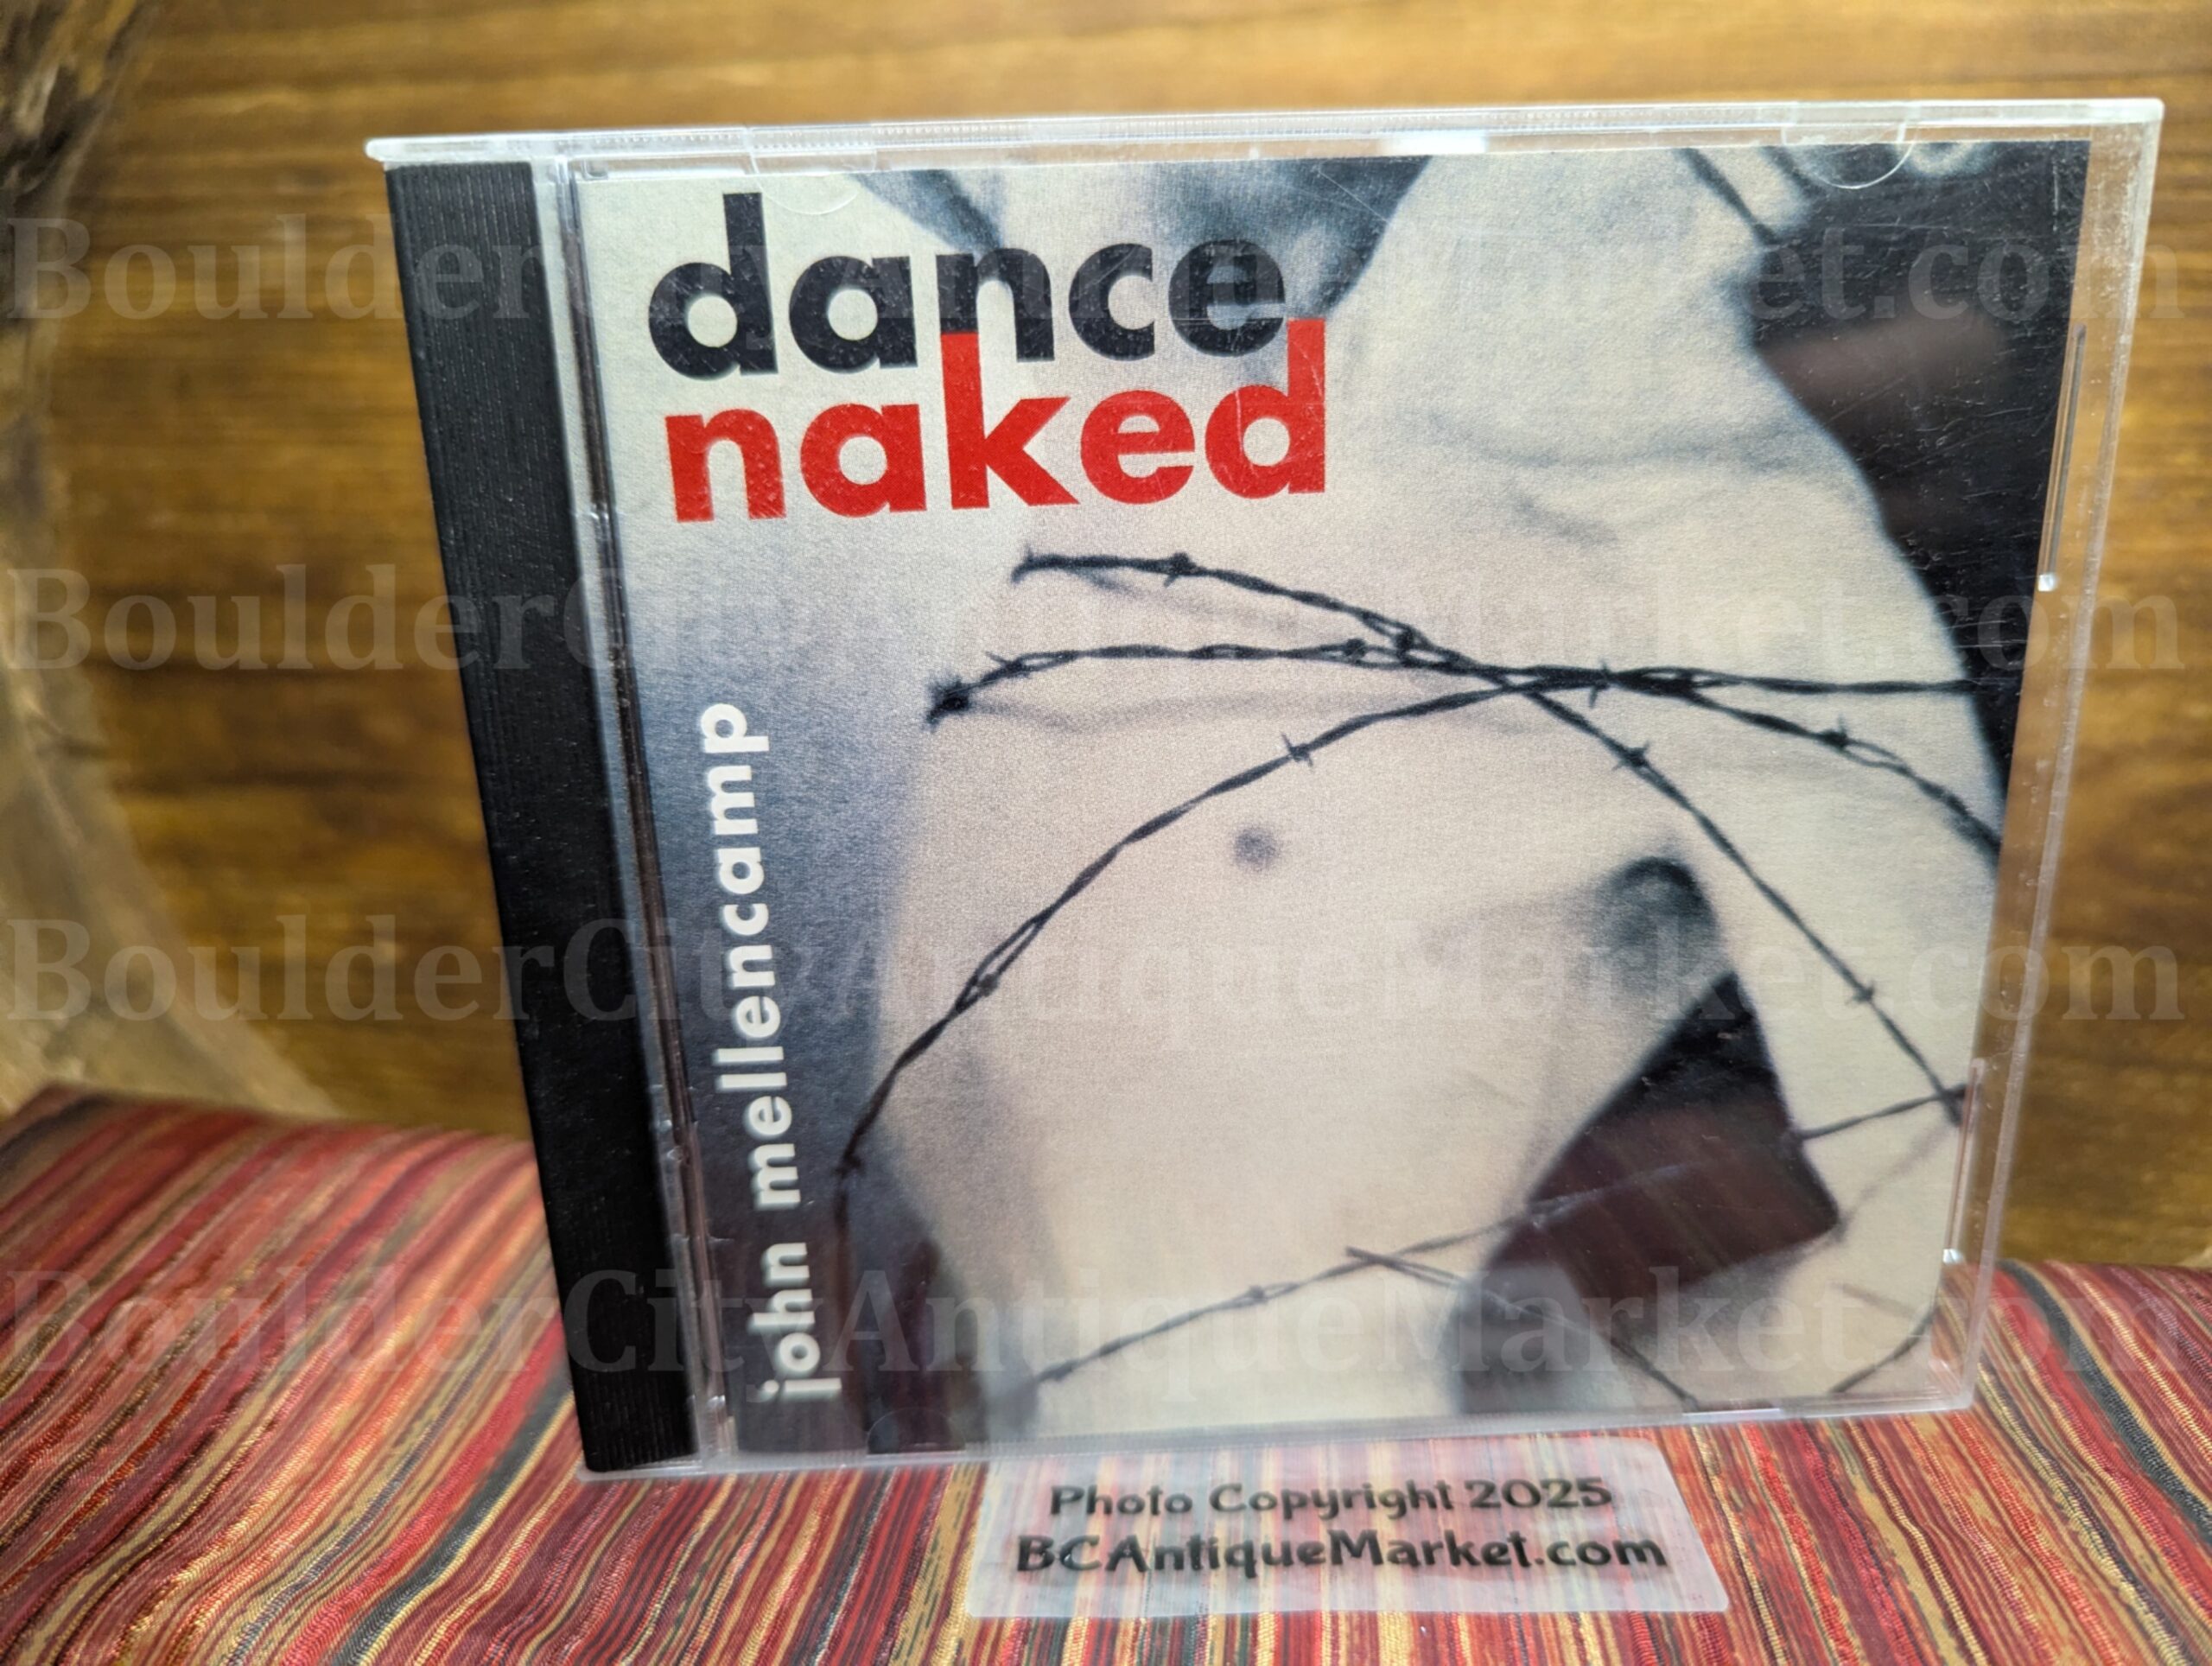 dance
naked
john mellencamp
BoulderCityAntiqueMarket.com
BoulderCityAntiqueMarket.com
BoulderCityAntiqueMarket.com
BoulderCityAntiqueMarket.com
Photo Copyright 2025
BCAntiqueMarket.com